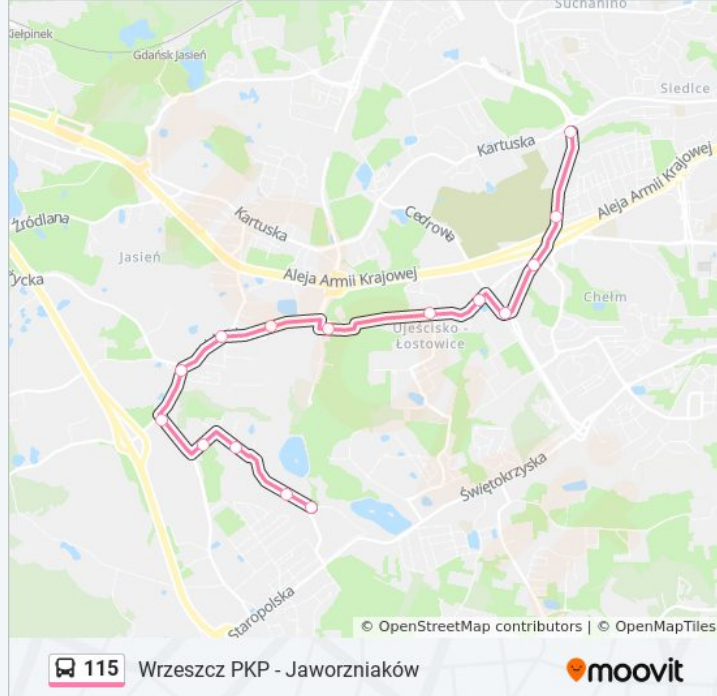 Suchanino
Kiełpinek
Gdańsk Jasień
Siedlce
Kartuska
Aleja Armii Krajowej
Źródlana
Kartuska
Cedrowa
Jasień
Aleja Armii Krajowej
Chełm
Ujeścisko -
Łostowice
Świętokrzyska
Staropolska
© OpenStreetMap contributors | © OpenMapTiles
115 Wrzeszcz PKP - Jaworzniaków
moovit